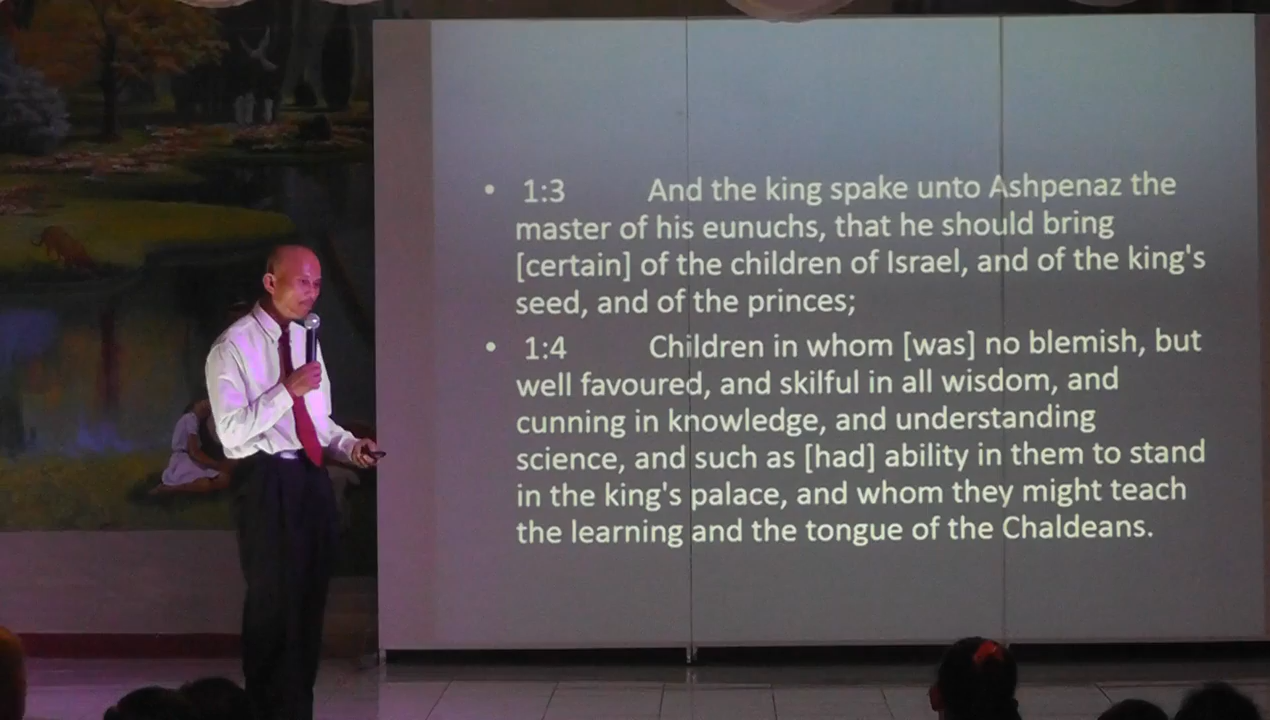 • 1:3 And the king spake unto Ashpenaz the
master of his eunuchs, that he should bring
[certain] of the children of Israel, and of the king's
seed, and of the princes;
• 1:4 Children in whom [was] no blemish, but
well favoured, and skilful in all wisdom, and
cunning in knowledge, and understanding
science, and such as [had] ability in them to stand
in the king's palace, and whom they might teach
the learning and the tongue of the Chaldeans.